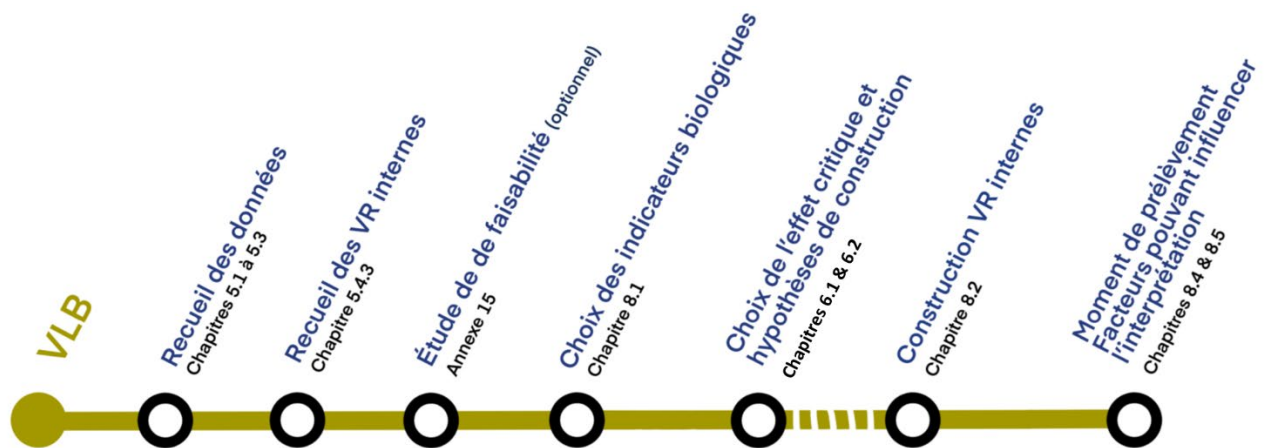 VLB
Recueil des données
Chapitres 5.1 à 5.3
Recueil des VR internes
Chapitre 5.4.3
Étude de de faisabilité (optionnel)
Annexe 15
Choix des indicateurs biologiques
Chapitre 8.1
Choix de l'effet critique et
hypothèses de construction
Chapitres 6.1 & 6.2
Construction VR internes
Chapitre 8.2
Moment de prélèvement
Facteurs pouvant influencer
l'interprétation
Chapitres 8.4 & 8.5